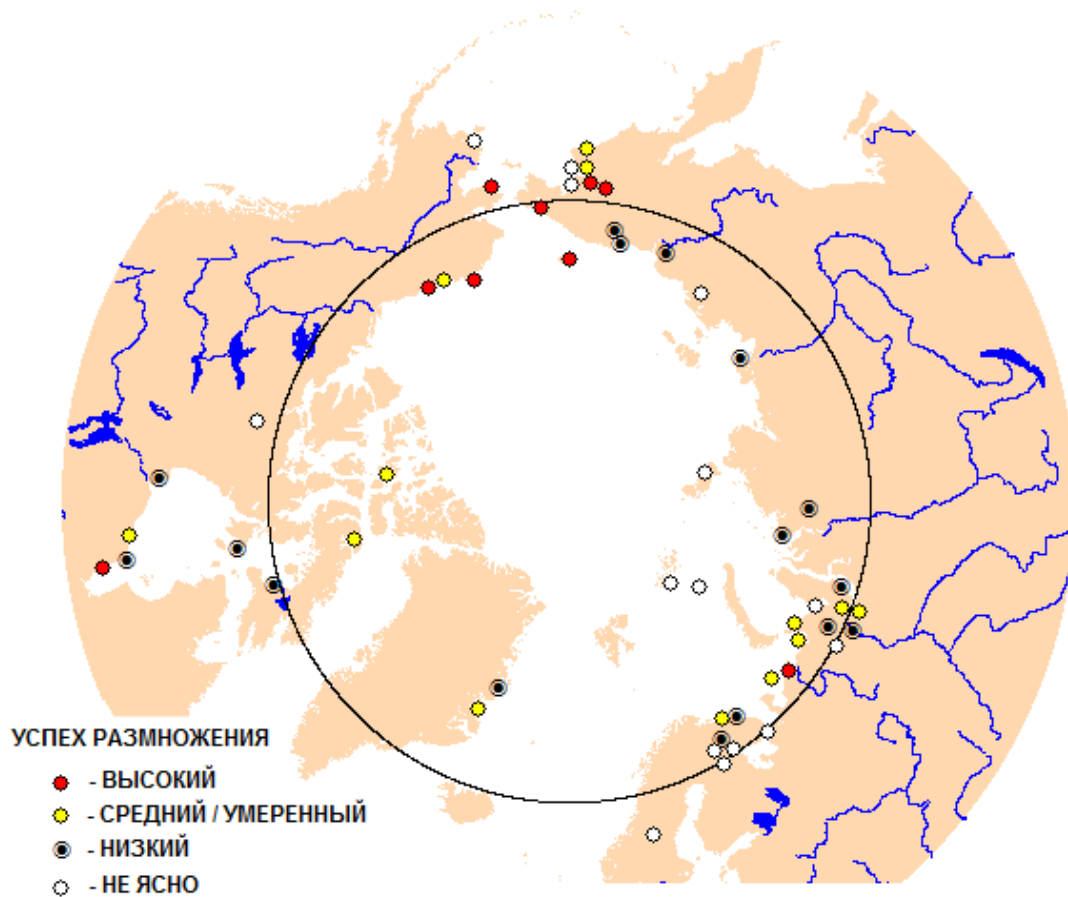 УСПЕХ РАЗМНОЖЕНИЯ
- ВЫСОКИЙ
- СРЕДНИЙ / УМЕРЕННЫЙ
- НИЗКИЙ
- НЕ ЯСНО